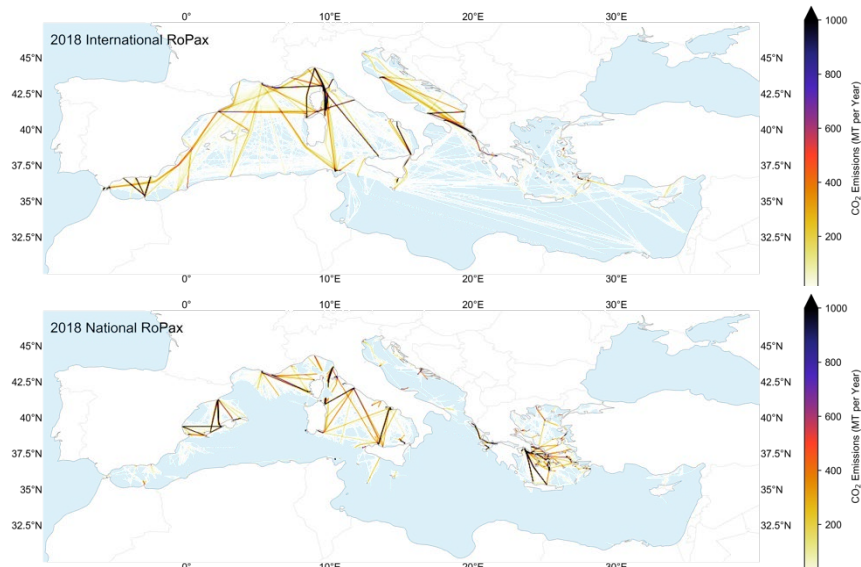 0° 10°E 20°E 30°E
2018 International RoPax
45°N 45°N
42.5°N 42.5°N
40°N 40°N
37.5°N 37.5°N
35°N 35°N
32.5°N 32.5°N
0° 10°E 20°E 30°E
1000
800
600
400
200
CO₂ Emissions (MT per Year)
2018 National RoPax
45°N 45°N
42.5°N 42.5°N
40°N 40°N
37.5°N 37.5°N
35°N 35°N
32.5°N 32.5°N
0° 10°E 20°E 30°E
1000
800
600
400
200
CO₂ Emissions (MT per Year)